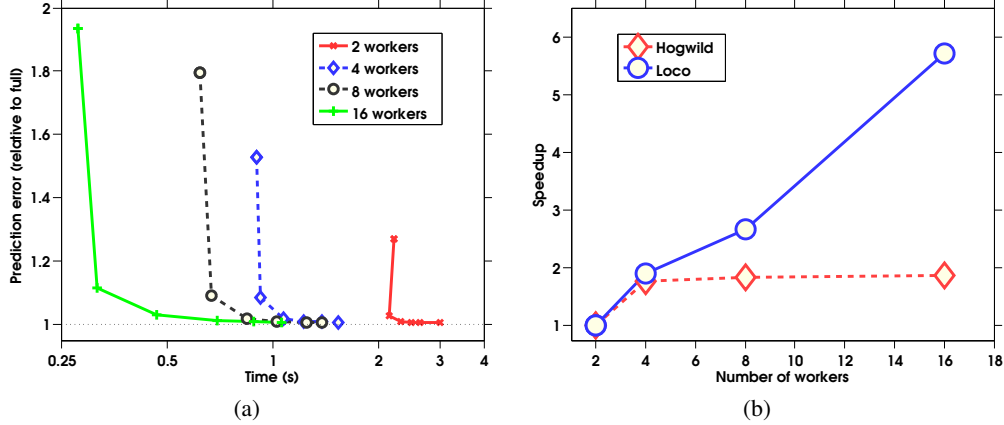 2
1.8
1.6
1.4
1.2
1
Prediction error (relative to full)
2 workers
4 workers
8 workers
16 workers
0.25
0.5
1
2
4
Time (s)
(a)
6
5
4
3
2
1
Speedup
Hogwild
Loco
2
4
6
8
10
12
14
16
18
Number of workers
(b)